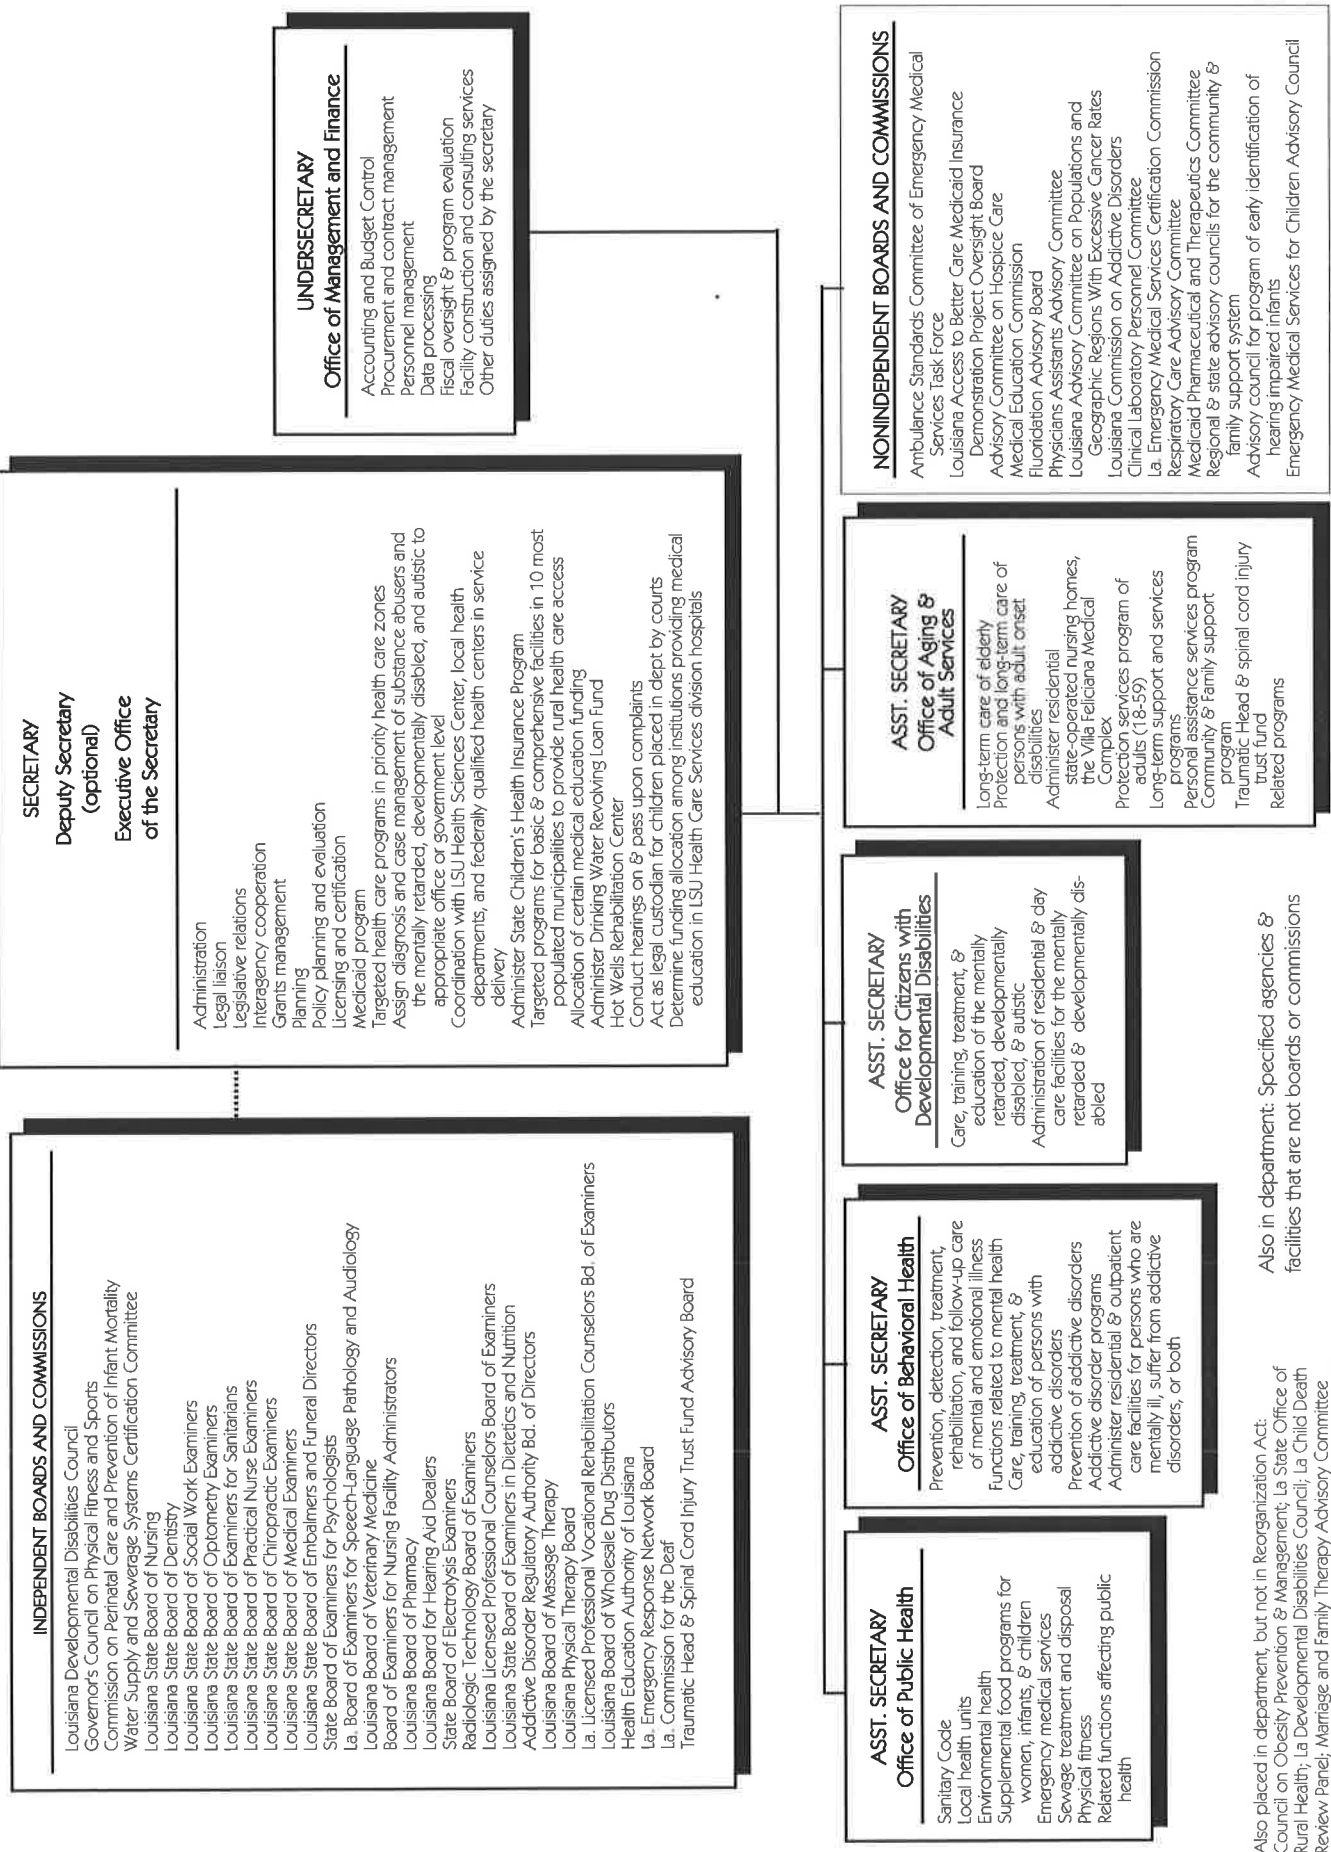 INDEPENDENT BOARDS AND COMMISSIONS
Louisiana Developmental Disabilities Council
Governor's Council on Physical Fitness and Sports
Commission on Perinatal Care and Prevention of Infant Mortality
Water Supply and Sewerage Systems Certification Committee
Louisiana State Board of Nursing
Louisiana State Board of Dentistry
Louisiana State Board of Social Work Examiners
Louisiana State Board of Optometry Examiners
Louisiana State Board of Examiners for Sanitarians
Louisiana State Board of Practical Nurse Examiners
Louisiana State Board of Chiropractic Examiners
Louisiana State Board of Medical Examiners
Louisiana State Board of Embalmers and Funeral Directors
State Board of Examiners for Psychologists
La. Board of Examiners for Speech-Language Pathology and Audiology
Louisiana Board of Veterinary Medicine
Board of Examiners for Nursing Facility Administrators
Louisiana Board of Pharmacy
Louisiana Board for Hearing Aid Dealers
State Board of Electrolysis Examiners
Radiologic Technology Board of Examiners
Louisiana Licensed Professional Counselors Board of Examiners
Louisiana State Board of Examiners in Dietetics and Nutrition
Addictive Disorder Regulatory Authority Bd. of Directors
Louisiana Board of Massage Therapy
Louisiana Physical Therapy Board
La. Licensed Professional Vocational Rehabilitation Counselors Bd. of Examiners
Louisiana Board of Wholesale Drug Distributors
Health Education Authority of Louisiana
La. Emergency Response Network Board
La. Commission for the Deaf
Traumatic Head & Spinal Cord Injury Trust Fund Advisory Board
SECRETARY
Deputy Secretary
(optional)
Executive Office
of the Secretary
Administration
Legal liaison
Legislative relations
Interagency cooperation
Grants management
Planning
Policy planning and evaluation
Licensing and certification
Medicaid program
Targeted health care programs in priority health care zones
Assign diagnosis and case management of substance abusers and
the mentally retarded, developmentally disabled, and autistic to
appropriate office or government level
Coordination with LSU Health Sciences Center, local health
departments, and federally qualified health centers in service
delivery
Administer State Children's Health Insurance Program
Targeted programs for basic & comprehensive facilities in 10 most
populated municipalities to provide rural health care access
Allocation of certain medical education funding
Administer Drinking Water Revolving Loan Fund
Hot Wells Rehabilitation Center
Conduct hearings on & pass upon complaints
Act as legal custodian for children placed in dept by courts
Determine funding allocation among institutions providing medical
education in LSU Health Care Services division hospitals
UNDERSECRETARY
Office of Management and Finance
Accounting and Budget Control
Procurement and contract management
Personnel management
Data processing
Fiscal oversight & program evaluation
Facility construction and consulting services
Other duties assigned by the secretary
ASST. SECRETARY
Office of Public Health
Sanitary Code
Local health units
Environmental health
Supplemental food programs for
women, infants, & children
Emergency medical services
Sewage treatment and disposal
Physical fitness
Related functions affecting public
health
ASST. SECRETARY
Office of Behavioral Health
Prevention, detection, treatment,
rehabilitation, and follow-up care
of mental and emotional illness
Functions related to mental health
Care, training, treatment, &
education of persons with
addictive disorders
Prevention of addictive disorders
Addictive disorder programs
Administer residential & outpatient
care facilities for persons who are
mentally ill, suffer from addictive
disorders, or both
ASST. SECRETARY
Office for Citizens with
Developmental Disabilities
Care, training, treatment, &
education of the mentally
retarded, developmentally
disabled, & autistic
Administration of residential & day
care facilities for the mentally
retarded & developmentally dis-
abled
ASST. SECRETARY
Office of Aging &
Adult Services
Long-term care of elderly
Protection and long-term care of
persons with adult onset
disabilities
Administer residential
state-operated nursing homes,
the Villa Feliciana Medical
Complex
Protection services program of
adults (18-59)
Long-term support and services
programs
Personal assistance services program
Community & Family support
program
Traumatic Head & spinal cord injury
trust fund
Related programs
NONINDEPENDENT BOARDS AND COMMISSIONS
Ambulance Standards Committee of Emergency Medical
Services Task Force
Louisiana Access to Better Care Medicaid Insurance
Demonstration Project Oversight Board
Advisory Committee on Hospice Care
Medical Education Commission
Fluoridation Advisory Board
Physicians Assistants Advisory Committee
Louisiana Advisory Committee on Populations and
Geographic Regions With Excessive Cancer Rates
Louisiana Commission on Addictive Disorders
Clinical Laboratory Personnel Committee
La. Emergency Medical Services Certification Commission
Respiratory Care Advisory Committee
Medicaid Pharmaceutical and Therapeutics Committee
Regional & state advisory councils for the community &
family support system
Advisory council for program of early identification of
hearing impaired infants
Emergency Medical Services for Children Advisory Council
Also placed in department, but not in Reorganization Act:
Council on Obesity Prevention & Management; La State Office of
Rural Health; La Developmental Disabilities Council; La Child Death
Review Panel; Marriage and Family Therapy Advisory Committee
Also in department: Specified agencies &
facilities that are not boards or commissions